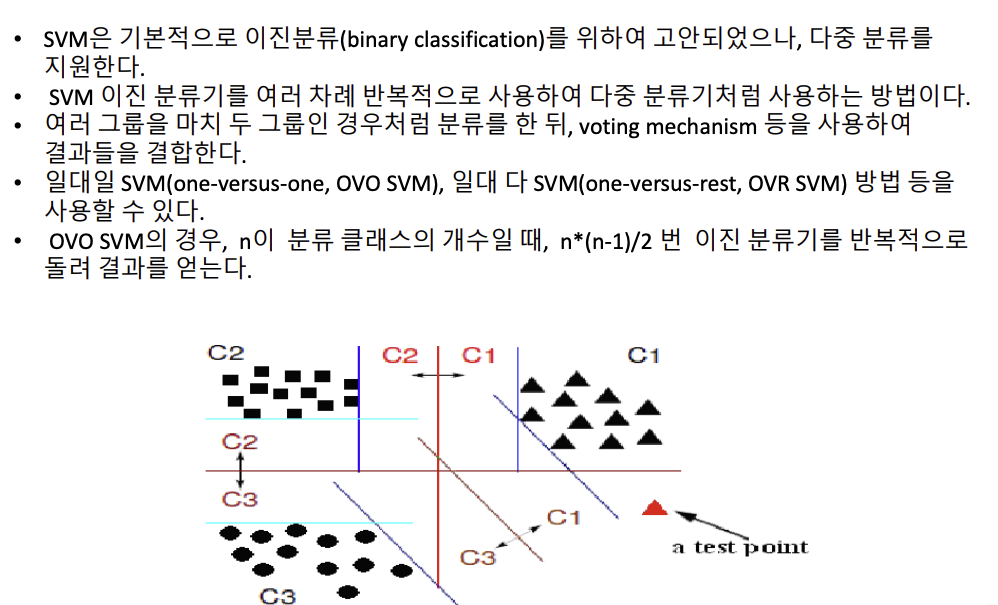 • SVM은 기본적으로 이진분류(binary classification)를 위하여 고안되었으나, 다중 분류를
지원한다.
• SVM 이진 분류기를 여러 차례 반복적으로 사용하여 다중 분류기처럼 사용하는 방법이다.
• 여러 그룹을 마치 두 그룹인 경우처럼 분류를 한 뒤, voting mechanism 등을 사용하여
결과들을 결합한다.
• 일대일 SVM(one-versus-one, OVO SVM), 일대 다 SVM(one-versus-rest, OVR SVM) 방법 등을
사용할 수 있다.
• OVO SVM의 경우, n이 분류 클래스의 개수일 때, n*(n-1)/2 번 이진 분류기를 반복적으로
돌려 결과를 얻는다.
C2 C2 C1 C1
C2
C3
C1
a test point
C3
C3